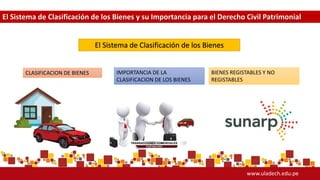 El Sistema de Clasificación de los Bienes y su Importancia para el Derecho Civil Patrimonial
El Sistema de Clasificación de los Bienes
CLASIFICACION DE BIENES
IMPORTANCIA DE LA
CLASIFICACION DE LOS BIENES
BIENES REGISTABLES Y NO
REGISTABLES
TRANSACCIONES COMERCIALES
sunarp
www.uladech.edu.pe